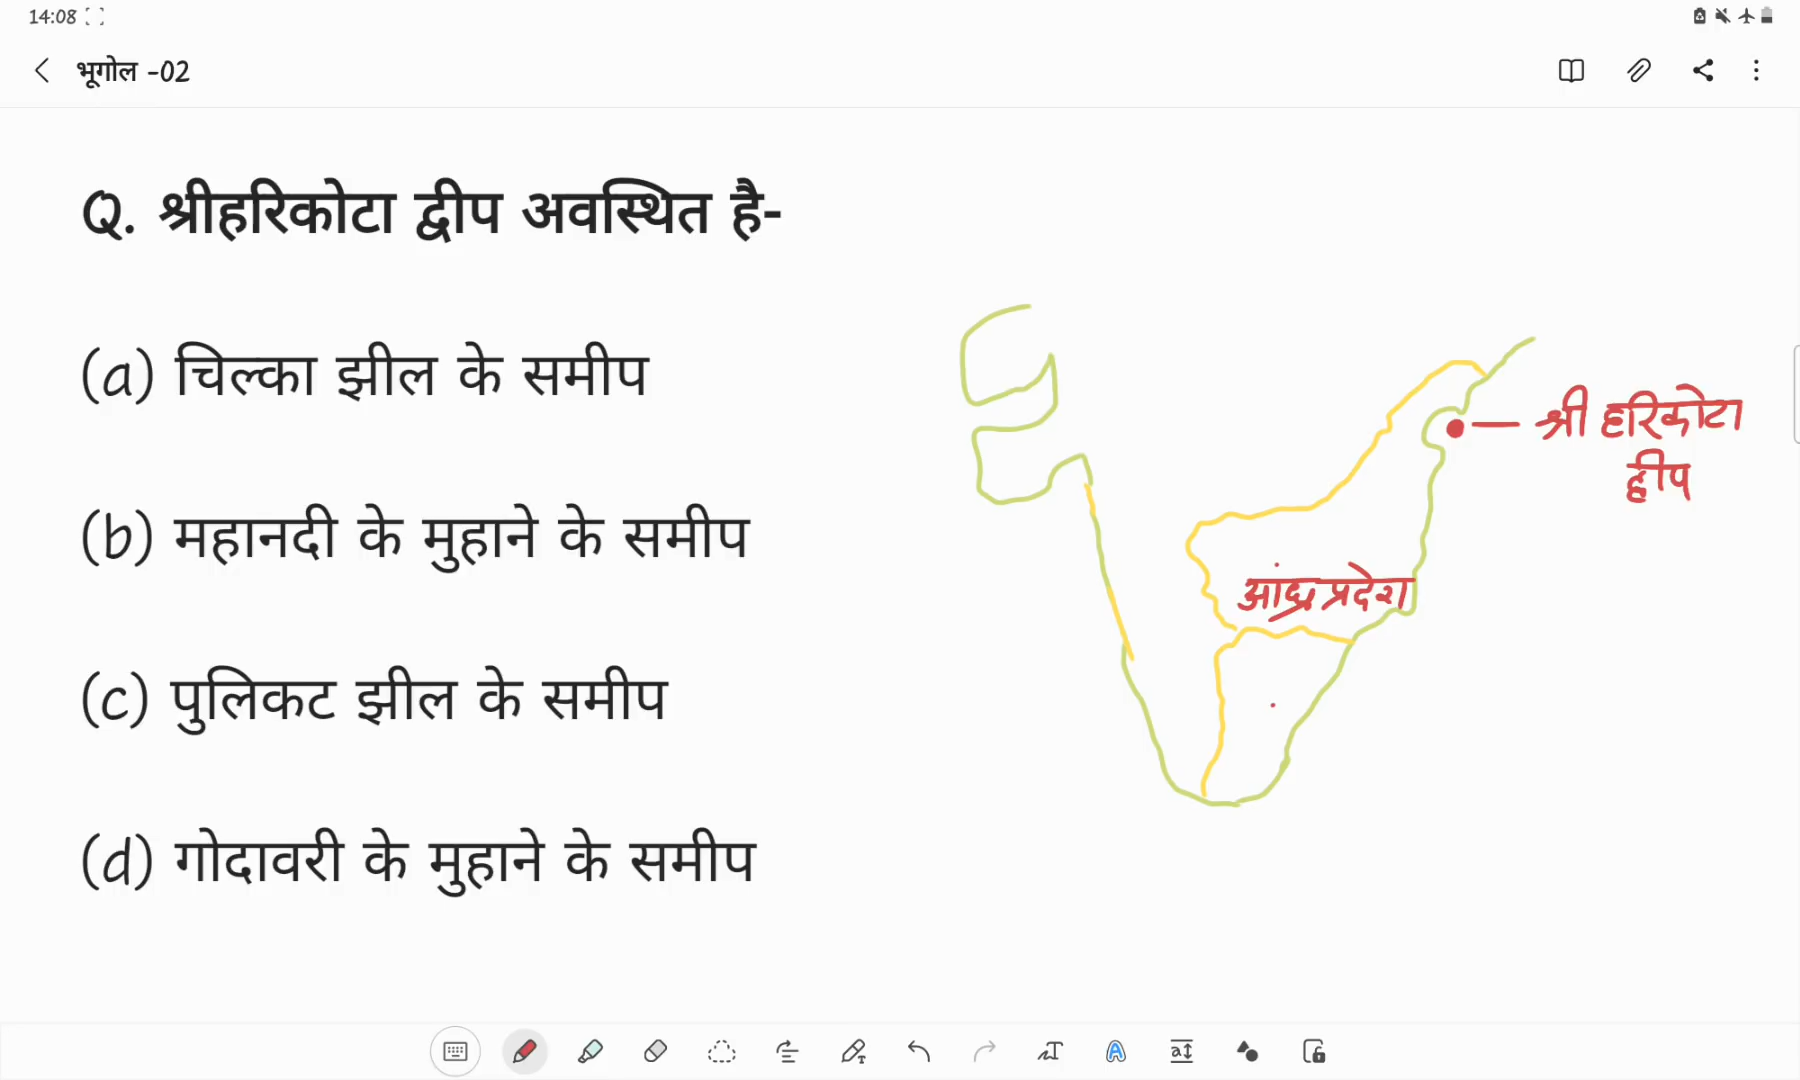 14:08
भूगोल -02
Q. श्रीहरिकोटा द्वीप अवस्थित है-
(a) चिल्का झील के समीप
(b) महानदी के मुहाने के समीप
(c) पुलिकट झील के समीप
(d) गोदावरी के मुहाने के समीप
श्री हरिकोटा
द्वीप
आंध्र प्रदेश